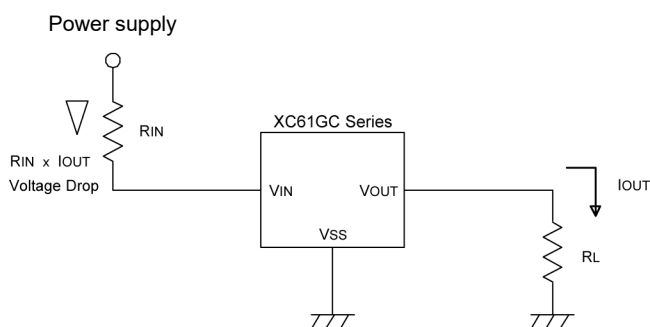 Power supply
XC61GC Series
RIN
RIN x IOUT
Voltage Drop
VIN
VOUT
IOUT
VSS
RL